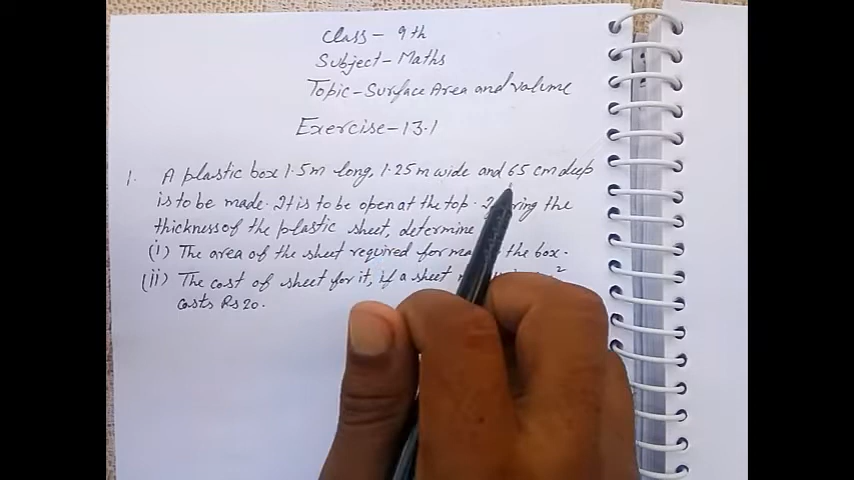 Class - 9th
Subject - Maths
Topic - Surface Area and volume
Exercise - 13.1
1. A plastic box 1.5m long, 1.25 m wide and 65 cm deep
is to be made. It is to be open at the top. the
thickness of the plastic sheet, determine
(i) The area of the sheet required for the box.
(ii) The cost of sheet for it, if a sheet
costs Rs 20.